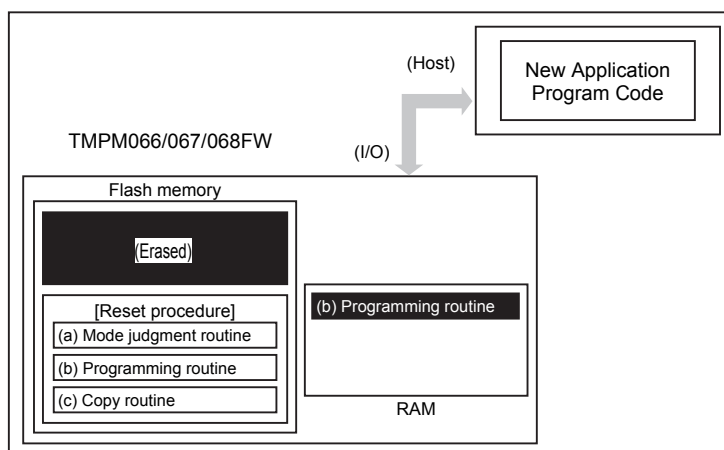 (Host)
New Application
Program Code
TMPM066/067/068FW
(I/O)
Flash memory
(Erased)
[Reset procedure]
(a) Mode judgment routine
(b) Programming routine
(c) Copy routine
(b) Programming routine
RAM